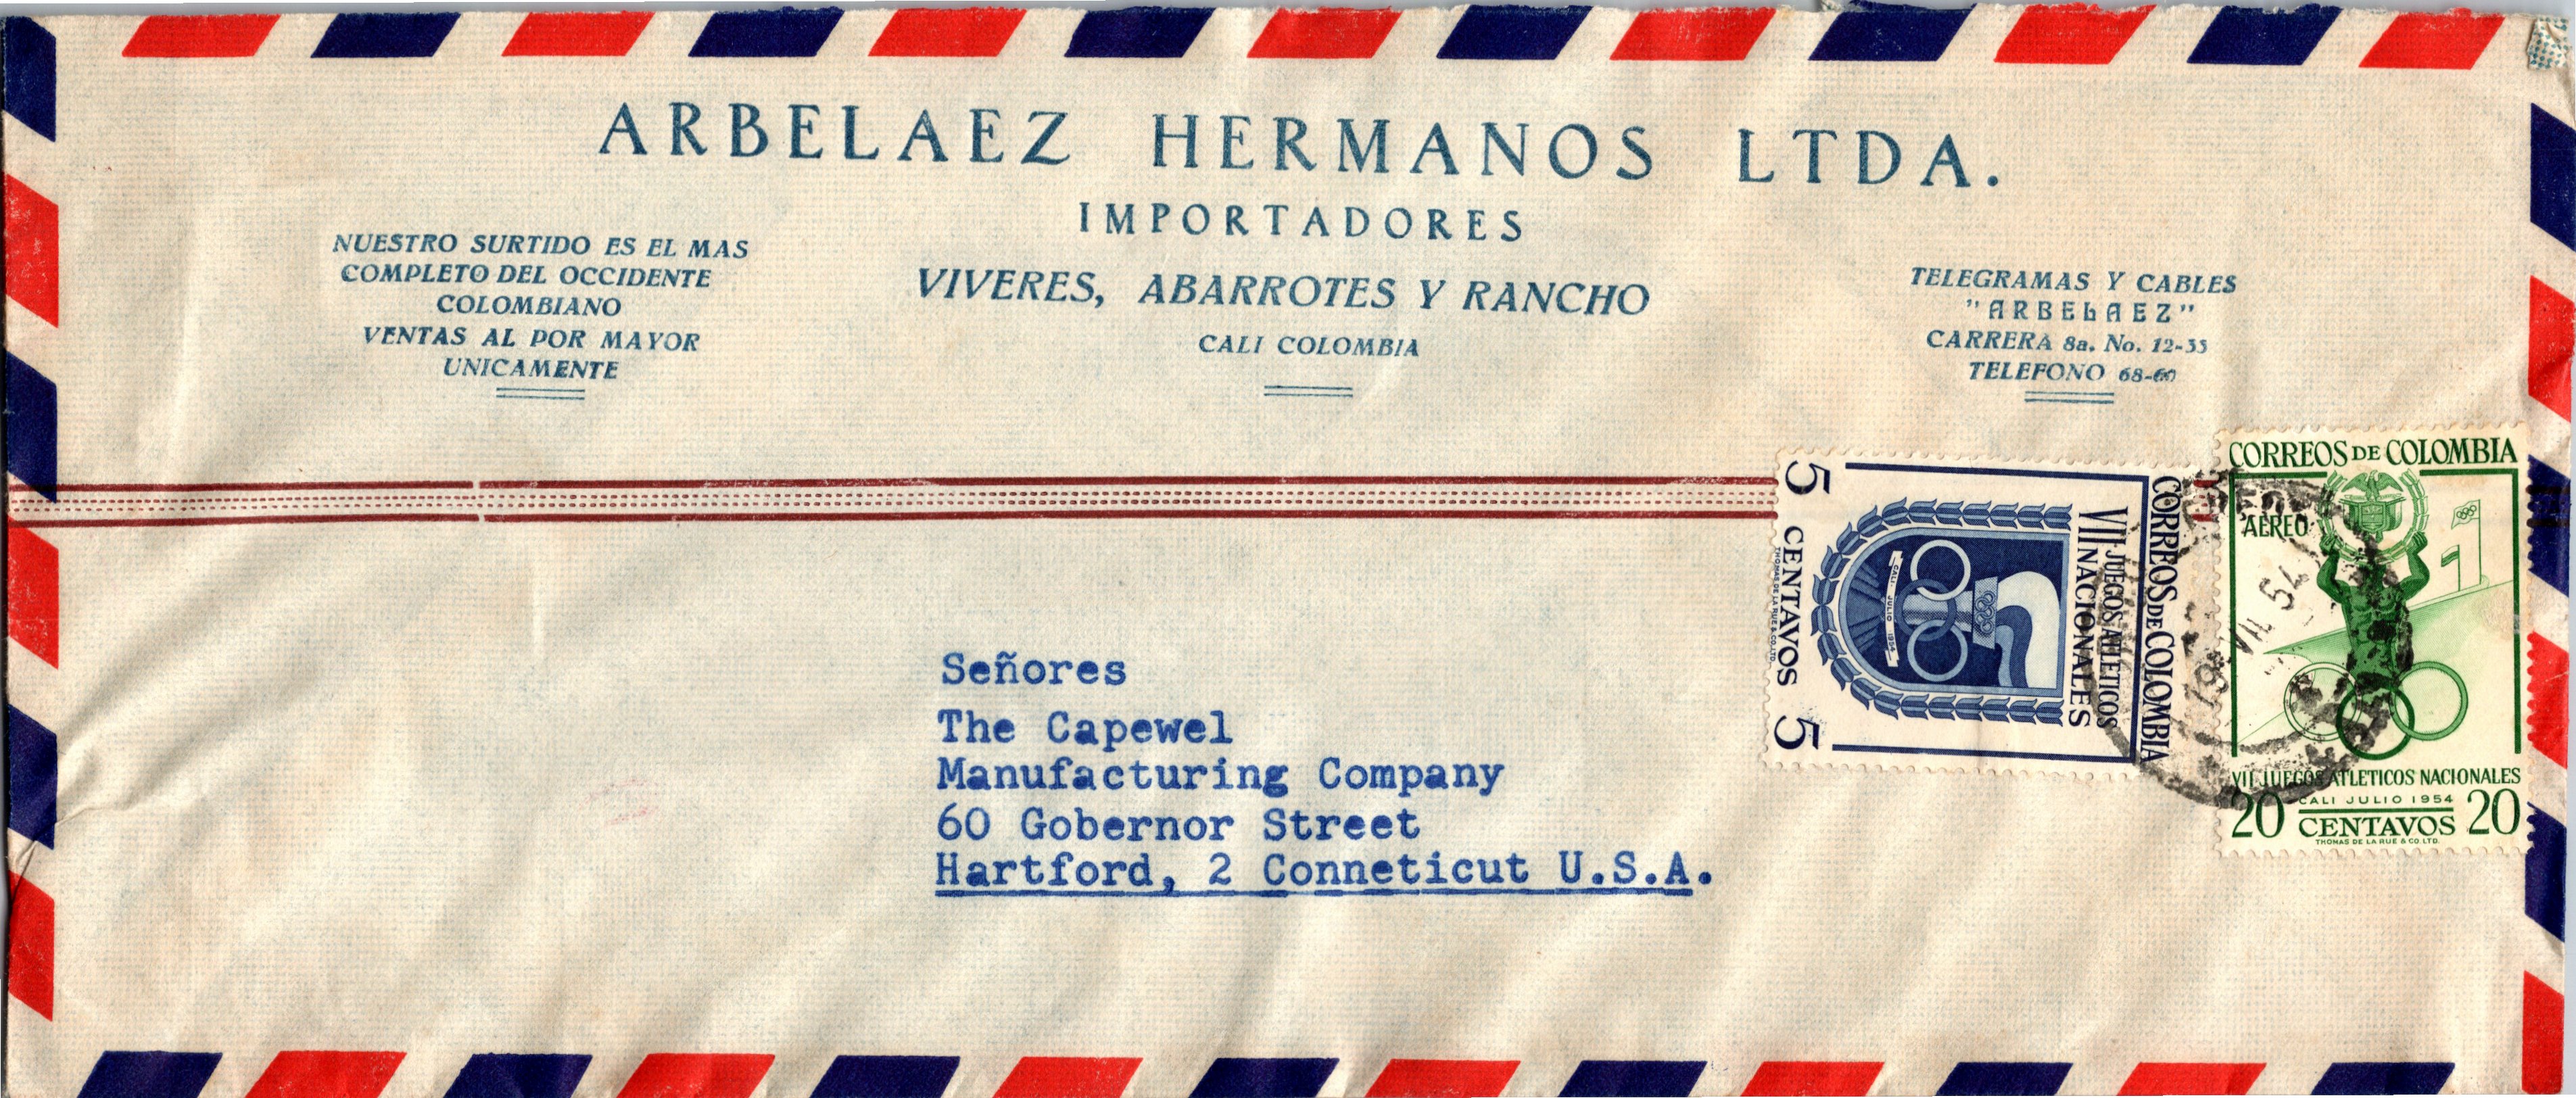 ARBELAEZ HERMANOS LTDA.
IMPORTADORES
VIVERES, ABARROTES Y RANCHO
CALI COLOMBIA
NUESTRO SURTIDO ES EL MAS
COMPLETO DEL OCCIDENTE
COLOMBIANO
VENTAS AL POR MAYOR
UNICAMENTE
TELEGRAMAS Y CABLES
"ARBELAEZ"
CARRERA 8a. No. 12-35
TELEFONO 68-60
CORREOS DE COLOMBIA
VII JUEGOS ATLETICOS
NACIONALES
CALI JULIO 1954
5 CENTAVOS 5
THOMAS DE LA RUE & CO. LTD.
CORREOS DE COLOMBIA
AEREO
VII JUEGOS ATLETICOS NACIONALES
CALI JULIO 1954
20 CENTAVOS 20
THOMAS DE LA RUE & CO. LTD.
VII 54
Señores
The Capewel
Manufacturing Company
60 Gobernor Street
Hartford, 2 Conneticut U.S.A.